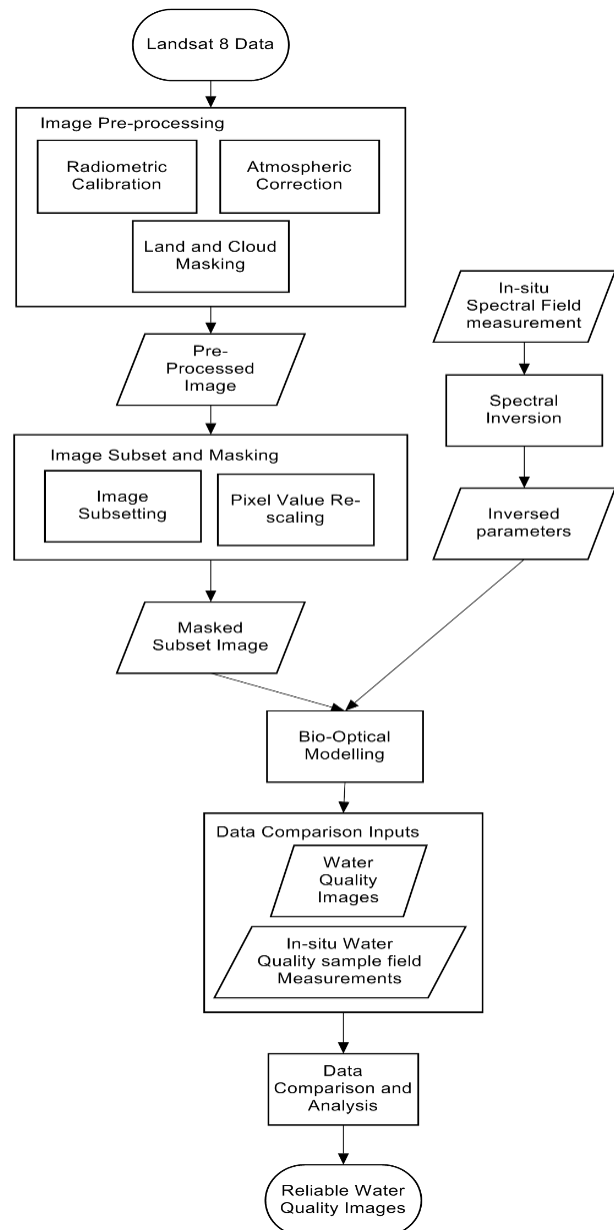 Landsat 8 Data
Image Pre-processing
Radiometric
Calibration
Atmospheric
Correction
Land and Cloud
Masking
In-situ
Spectral Field
measurement
Pre-
Processed
Image
Spectral
Inversion
Image Subset and Masking
Image
Subsetting
Pixel Value Re-
scaling
Inversed
parameters
Masked
Subset Image
Bio-Optical
Modelling
Data Comparison Inputs
Water
Quality
Images
In-situ Water
Quality sample field
Measurements
Data
Comparison and
Analysis
Reliable Water
Quality Images